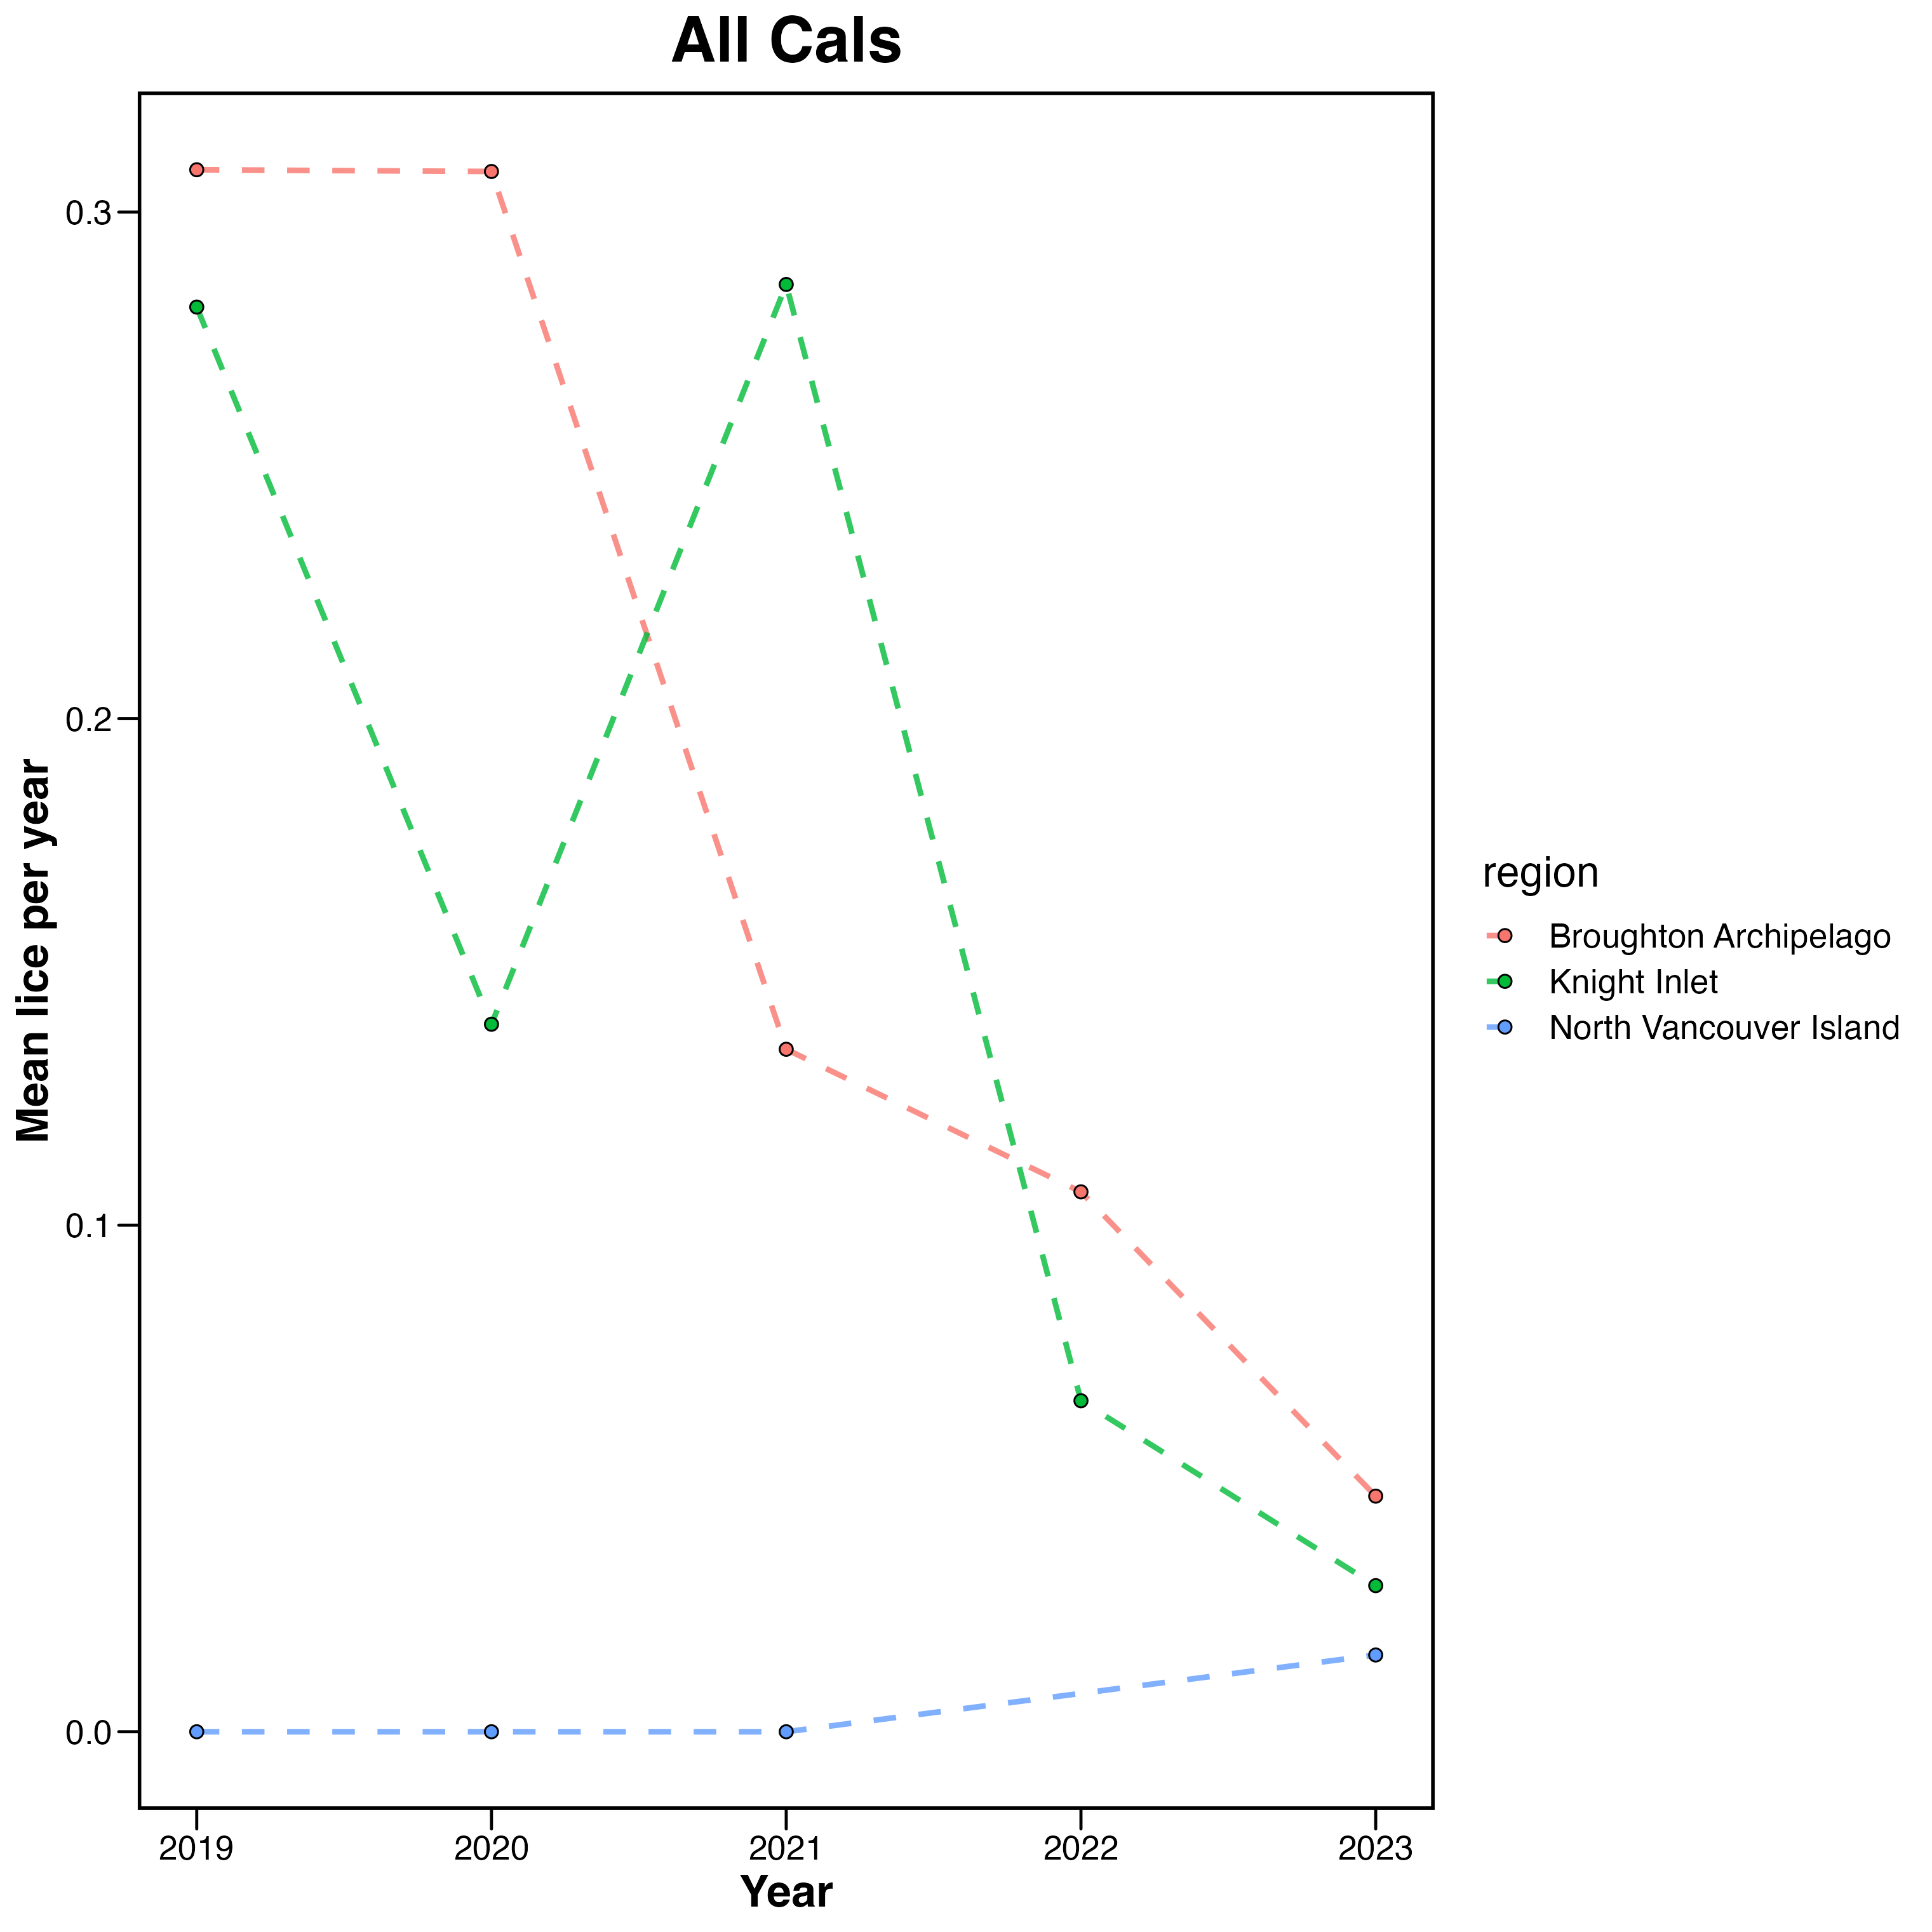 All Cals
0.3
0.2
0.1
0.0
Mean lice per year
2019 2020 2021 2022 2023
Year
region
Broughton Archipelago
Knight Inlet
North Vancouver Island